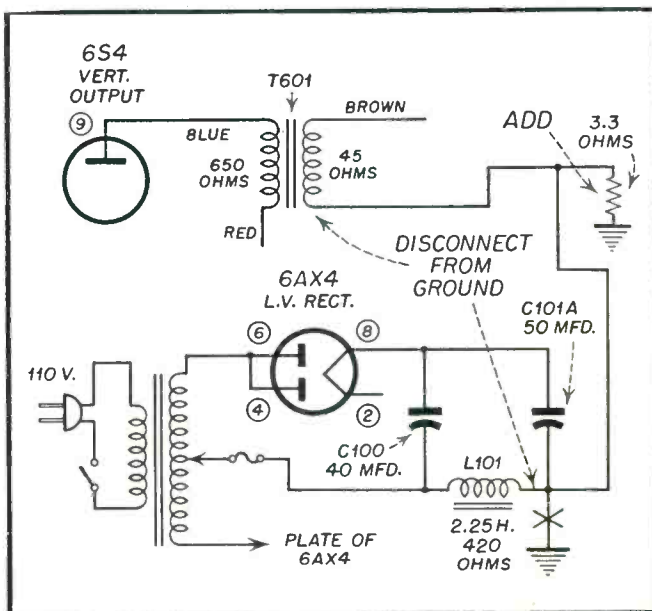 6S4
VERT.
OUTPUT
9
BLUE
T601
BROWN
650
OHMS
45
OHMS
RED
ADD
3.3
OHMS
DISCONNECT
FROM
GROUND
6AX4
L.V. RECT.
6
8
4
2
110 V.
C101A
50 MFD.
C100
40 MFD.
L101
2.25 H.
420
OHMS
PLATE OF
6AX4